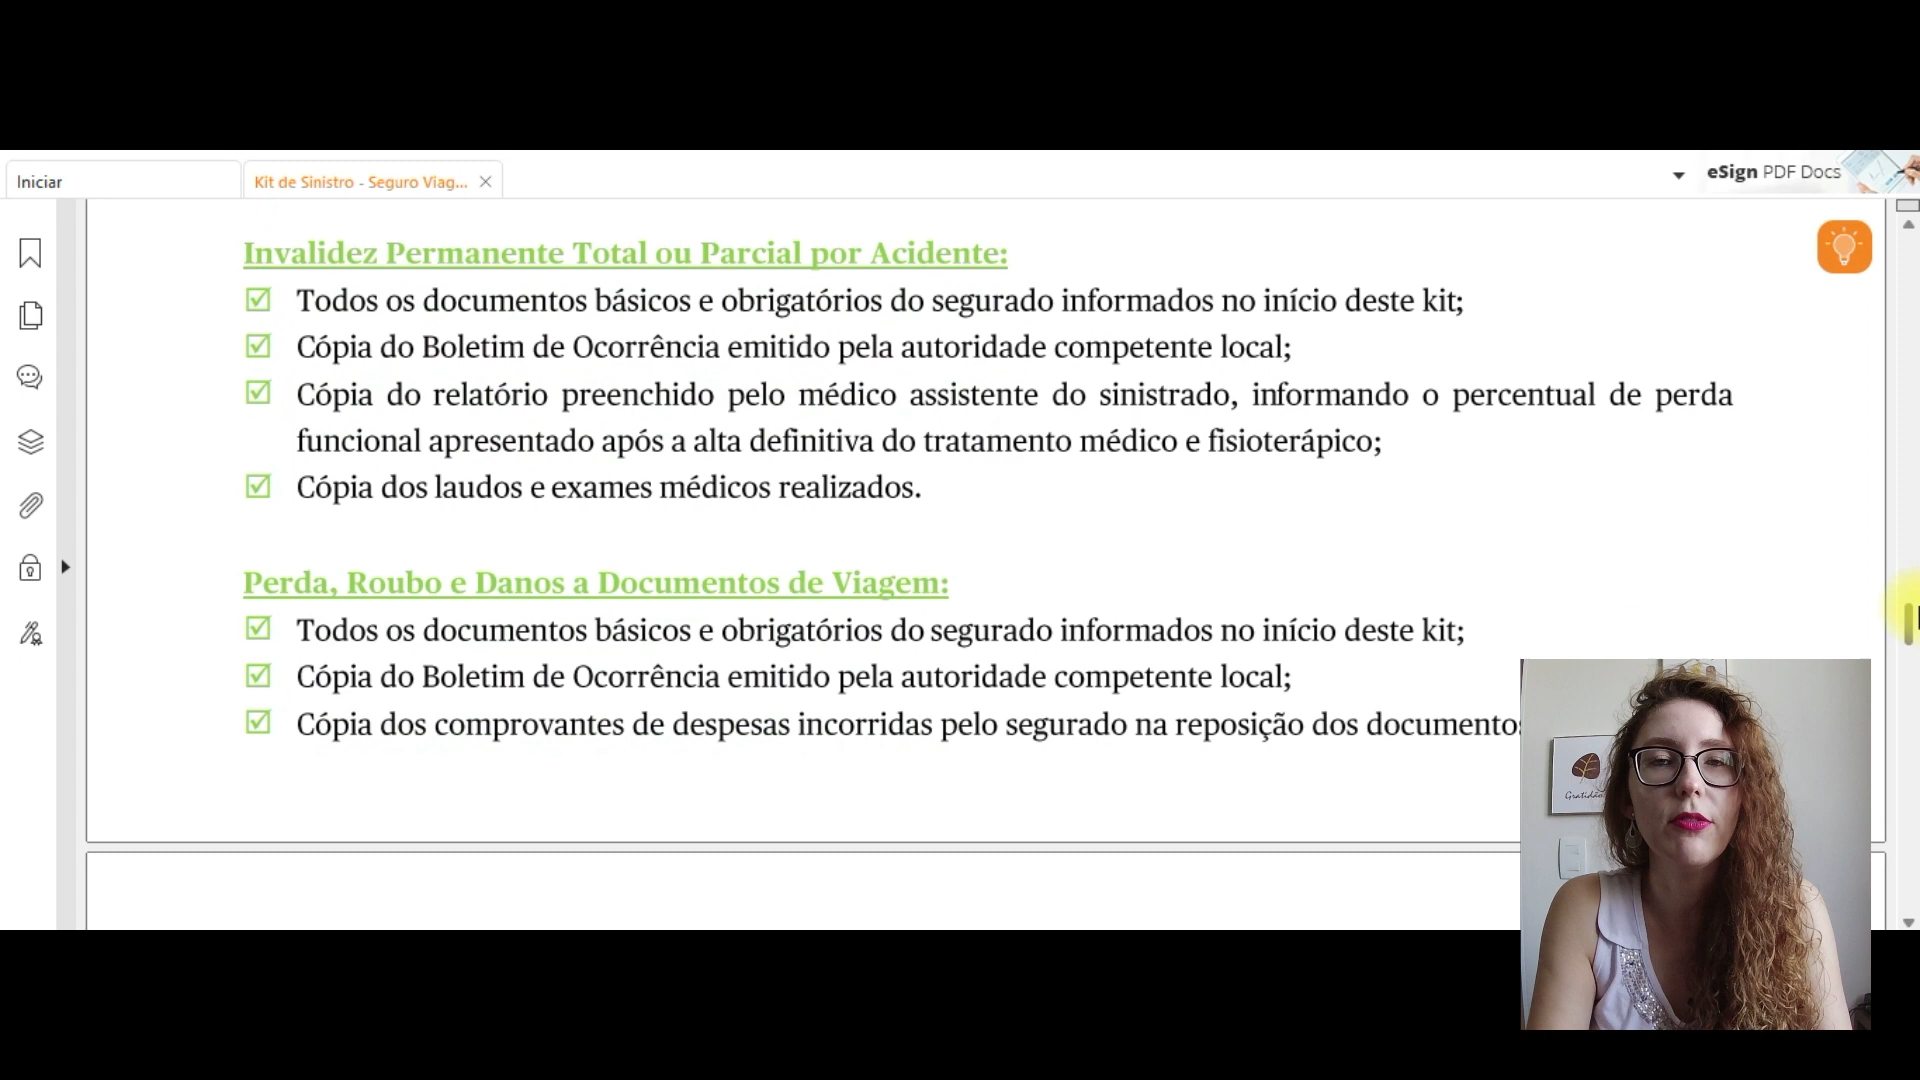 Iniciar
Kit de Sinistro - Seguro Viag...
eSign PDF Docs
Invalidez Permanente Total ou Parcial por Acidente:
Todos os documentos básicos e obrigatórios do segurado informados no início deste kit;
Cópia do Boletim de Ocorrência emitido pela autoridade competente local;
Cópia do relatório preenchido pelo médico assistente do sinistrado, informando o percentual de perda
funcional apresentado após a alta definitiva do tratamento médico e fisioterápico;
Cópia dos laudos e exames médicos realizados.
Perda, Roubo e Danos a Documentos de Viagem:
Todos os documentos básicos e obrigatórios do segurado informados no início deste kit;
Cópia do Boletim de Ocorrência emitido pela autoridade competente local;
Cópia dos comprovantes de despesas incorridas pelo segurado na reposição dos documentos
Gratidão